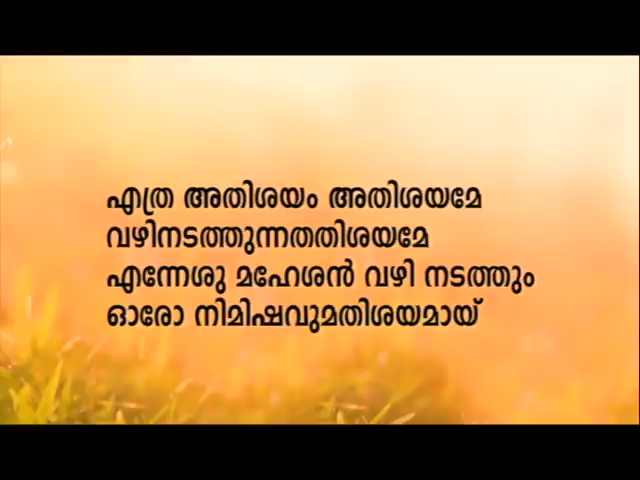 എത്ര അതിശയം അതിശയമേ
വഴിനടത്തുന്നതതിശയമേ
എന്നേശു മഹേശൻ വഴി നടത്തും
ഓരോ നിമിഷവുമതിശയമായ്